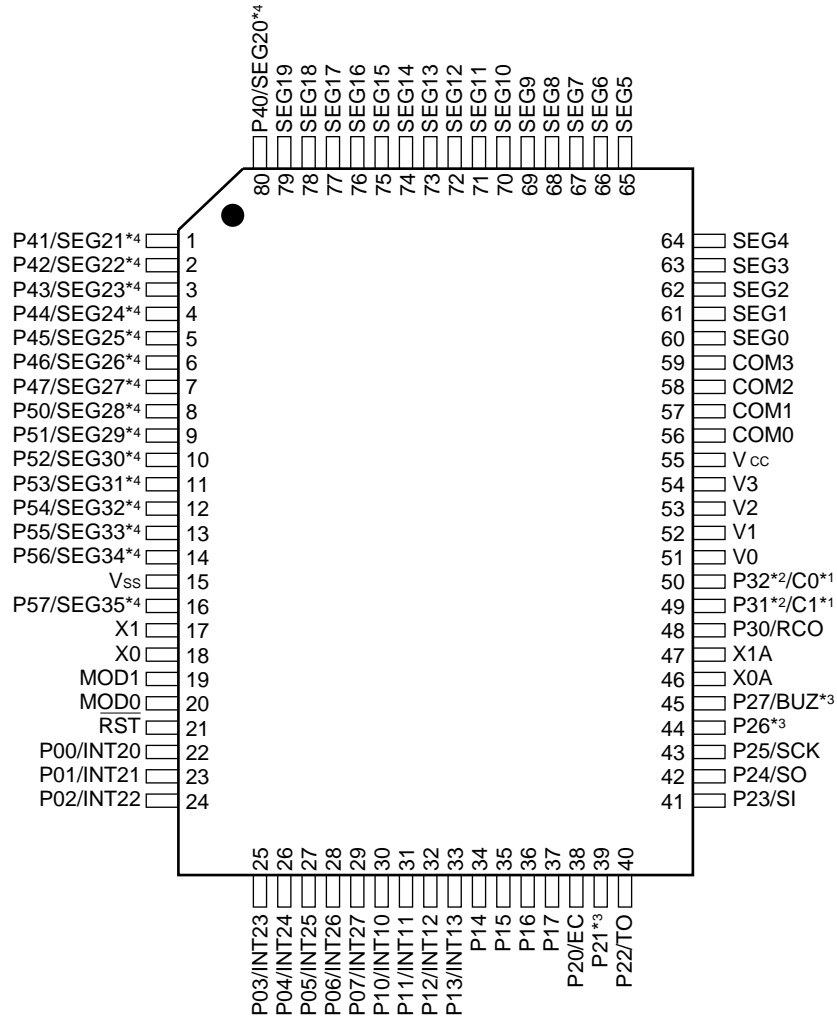 P40/SEG20*4
SEG19
SEG18
SEG17
SEG16
SEG15
SEG14
SEG13
SEG12
SEG11
SEG10
SEG9
SEG8
SEG7
SEG6
SEG5
80 79 78 77 76 75 74 73 72 71 70 69 68 67 66 65
P41/SEG21*4 1
P42/SEG22*4 2
P43/SEG23*4 3
P44/SEG24*4 4
P45/SEG25*4 5
P46/SEG26*4 6
P47/SEG27*4 7
P50/SEG28*4 8
P51/SEG29*4 9
P52/SEG30*4 10
P53/SEG31*4 11
P54/SEG32*4 12
P55/SEG33*4 13
P56/SEG34*4 14
VSS 15
P57/SEG35*4 16
X1 17
X0 18
MOD1 19
MOD0 20
RST 21
P00/INT20 22
P01/INT21 23
P02/INT22 24
64 SEG4
63 SEG3
62 SEG2
61 SEG1
60 SEG0
59 COM3
58 COM2
57 COM1
56 COM0
55 VCC
54 V3
53 V2
52 V1
51 V0
50 P32*2/C0*1
49 P31*2/C1*1
48 P30/RCO
47 X1A
46 X0A
45 P27/BUZ*3
44 P26*3
43 P25/SCK
42 P24/SO
41 P23/SI
25 26 27 28 29 30 31 32 33 34 35 36 37 38 39 40
P03/INT23
P04/INT24
P05/INT25
P06/INT26
P07/INT27
P10/INT10
P11/INT11
P12/INT12
P13/INT13
P14
P15
P16
P17
P20/EC
P21*3
P22/TO